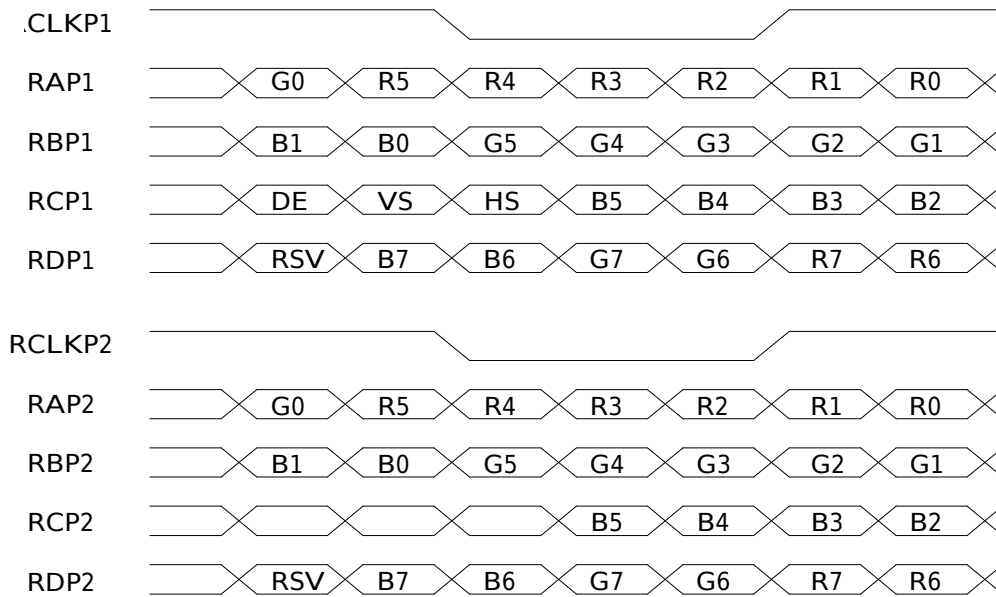 CLKP1
RAP1 G0 R5 R4 R3 R2 R1 R0
RBP1 B1 B0 G5 G4 G3 G2 G1
RCP1 DE VS HS B5 B4 B3 B2
RDP1 RSV B7 B6 G7 G6 R7 R6
RCLKP2
RAP2 G0 R5 R4 R3 R2 R1 R0
RBP2 B1 B0 G5 G4 G3 G2 G1
RCP2 B5 B4 B3 B2
RDP2 RSV B7 B6 G7 G6 R7 R6